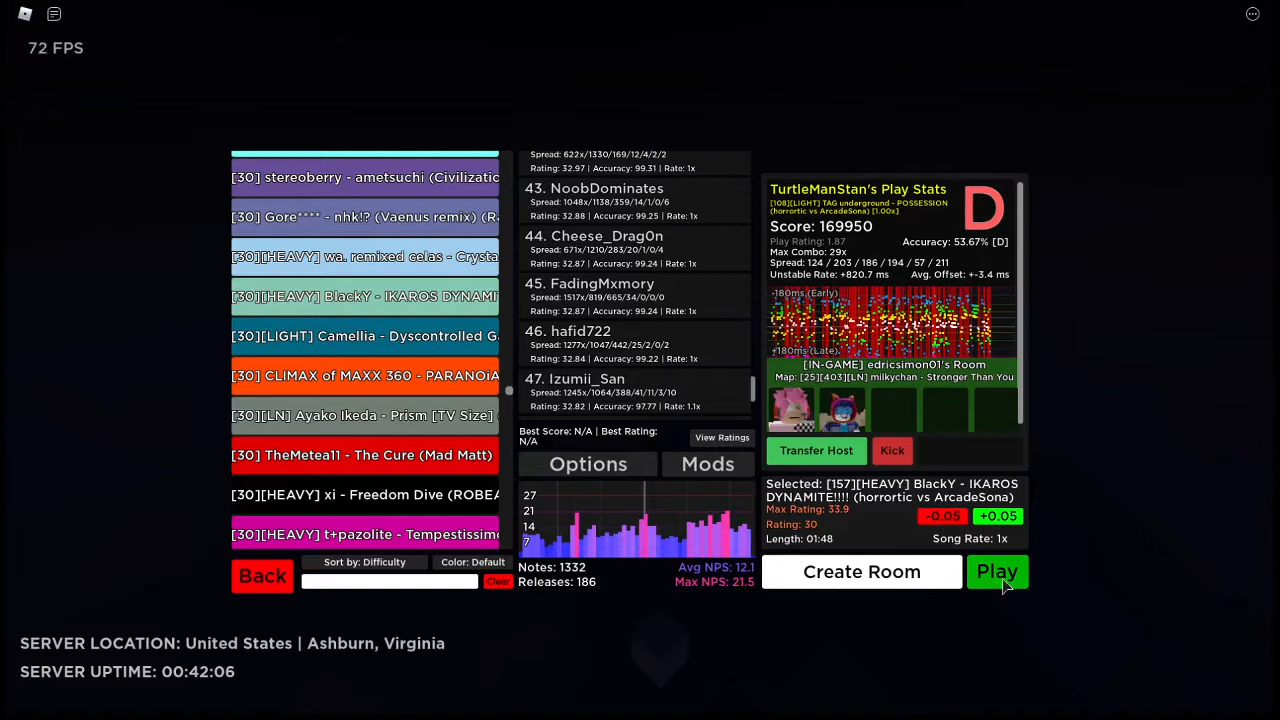 72 FPS
[30] stereoberry - ametsuchi (Civilizatio
[30] Gore**** - nhk!? (Vaenus remix) (Ra
[30][HEAVY] wa. remixed celas - Crysta
[30][HEAVY] BlackY - IKAROS DYNAMIT
[30][LIGHT] Camellia - Dyscontrolled Ga
[30] CLIMAX of MAXX 360 - PARANOiA
[30][LN] Ayako Ikeda - Prism [TV Size] (
[30] TheMetea11 - The Cure (Mad Matt)
[30][HEAVY] xi - Freedom Dive (ROBEA
[30][HEAVY] t+pazolite - Tempestissimo
Back
Sort by: Difficulty
Color: Default
Clear
Spread: 622x/1330/169/12/4/2/2
Rating: 32.97 | Accuracy: 99.31 | Rate: 1x
43. NoobDominates
Spread: 1048x/1138/359/14/1/0/6
Rating: 32.88 | Accuracy: 99.25 | Rate: 1x
44. Cheese_Drag0n
Spread: 671x/1210/283/20/1/0/4
Rating: 32.87 | Accuracy: 99.24 | Rate: 1x
45. FadingMxmory
Spread: 1517x/819/665/34/0/0/0
Rating: 32.87 | Accuracy: 99.24 | Rate: 1x
46. hafid722
Spread: 1277x/1047/442/25/2/0/2
Rating: 32.84 | Accuracy: 99.22 | Rate: 1x
47. Izumii_San
Spread: 1245x/1064/388/41/11/3/10
Rating: 32.82 | Accuracy: 97.77 | Rate: 1.1x
Best Score: N/A | Best Rating:
N/A
View Ratings
Options
Mods
27
21
14
7
Notes: 1332
Avg NPS: 12.1
Releases: 186
Max NPS: 21.5
TurtleManStan's Play Stats
[108][LIGHT] TAG underground - POSSESSION
(horrortic vs ArcadeSona) [1.00x]
D
Score: 169950
Play Rating: 1.87
Accuracy: 53.67% [D]
Max Combo: 29x
Spread: 124 / 203 / 186 / 194 / 57 / 211
Unstable Rate: +820.7 ms
Avg. Offset: +-3.4 ms
-180ms (Early)
+180ms (Late)
[IN-GAME] edricsimon01's Room
Map: [25][403][LN] milkychan - Stronger Than You
Transfer Host
Kick
Selected: [157][HEAVY] BlackY - IKAROS
DYNAMITE!!!! (horrortic vs ArcadeSona)
Max Rating: 33.9
Rating: 30
-0.05
+0.05
Length: 01:48
Song Rate: 1x
Create Room
Play
SERVER LOCATION: United States | Ashburn, Virginia
SERVER UPTIME: 00:42:06